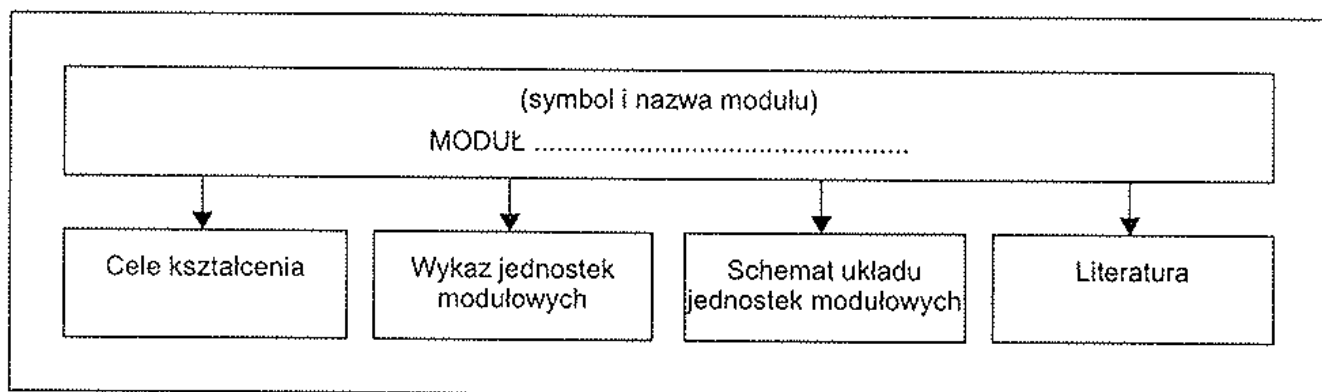 (symbol i nazwa modułu)
MODUŁ ....................................................
Cele kształcenia
Wykaz jednostek
modułowych
Schemat układu
jednostek modułowych
Literatura